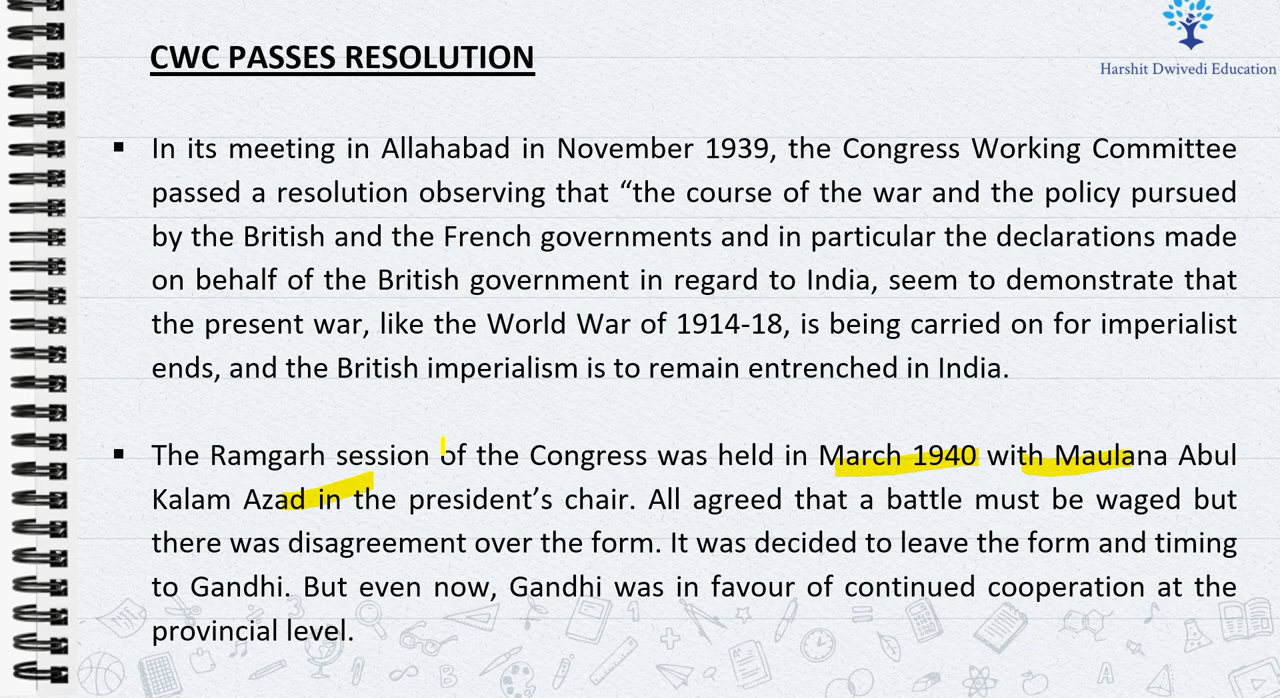 CWC PASSES RESOLUTION
Harshit Dwivedi Education
▪ In its meeting in Allahabad in November 1939, the Congress Working Committee
passed a resolution observing that “the course of the war and the policy pursued
by the British and the French governments and in particular the declarations made
on behalf of the British government in regard to India, seem to demonstrate that
the present war, like the World War of 1914-18, is being carried on for imperialist
ends, and the British imperialism is to remain entrenched in India.
▪ The Ramgarh session of the Congress was held in March 1940 with Maulana Abul
Kalam Azad in the president’s chair. All agreed that a battle must be waged but
there was disagreement over the form. It was decided to leave the form and timing
to Gandhi. But even now, Gandhi was in favour of continued cooperation at the
provincial level.